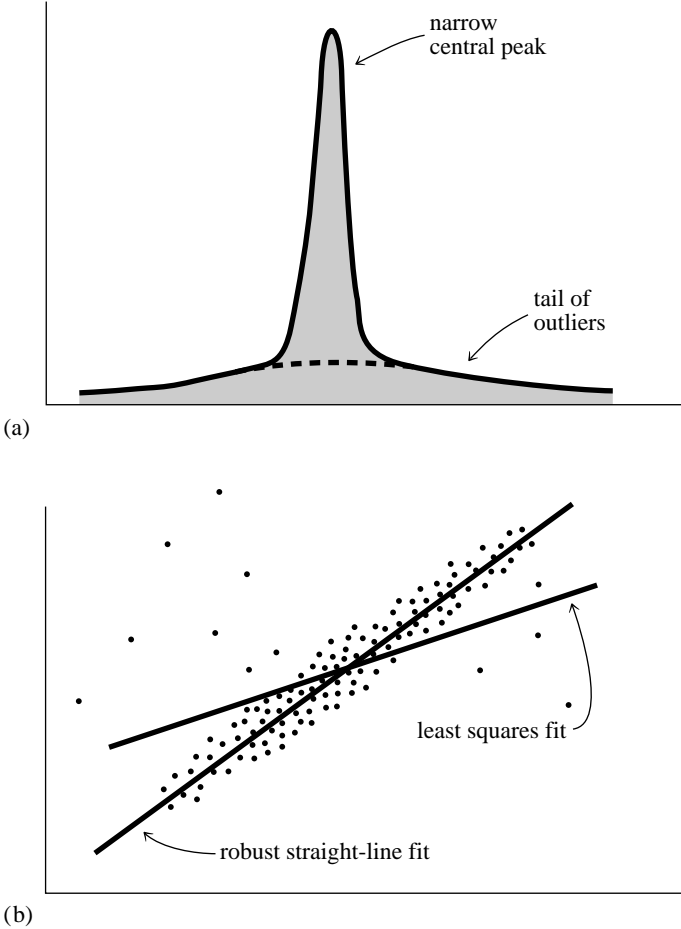 narrow
central peak
tail of
outliers
(a)
least squares fit
robust straight-line fit
(b)